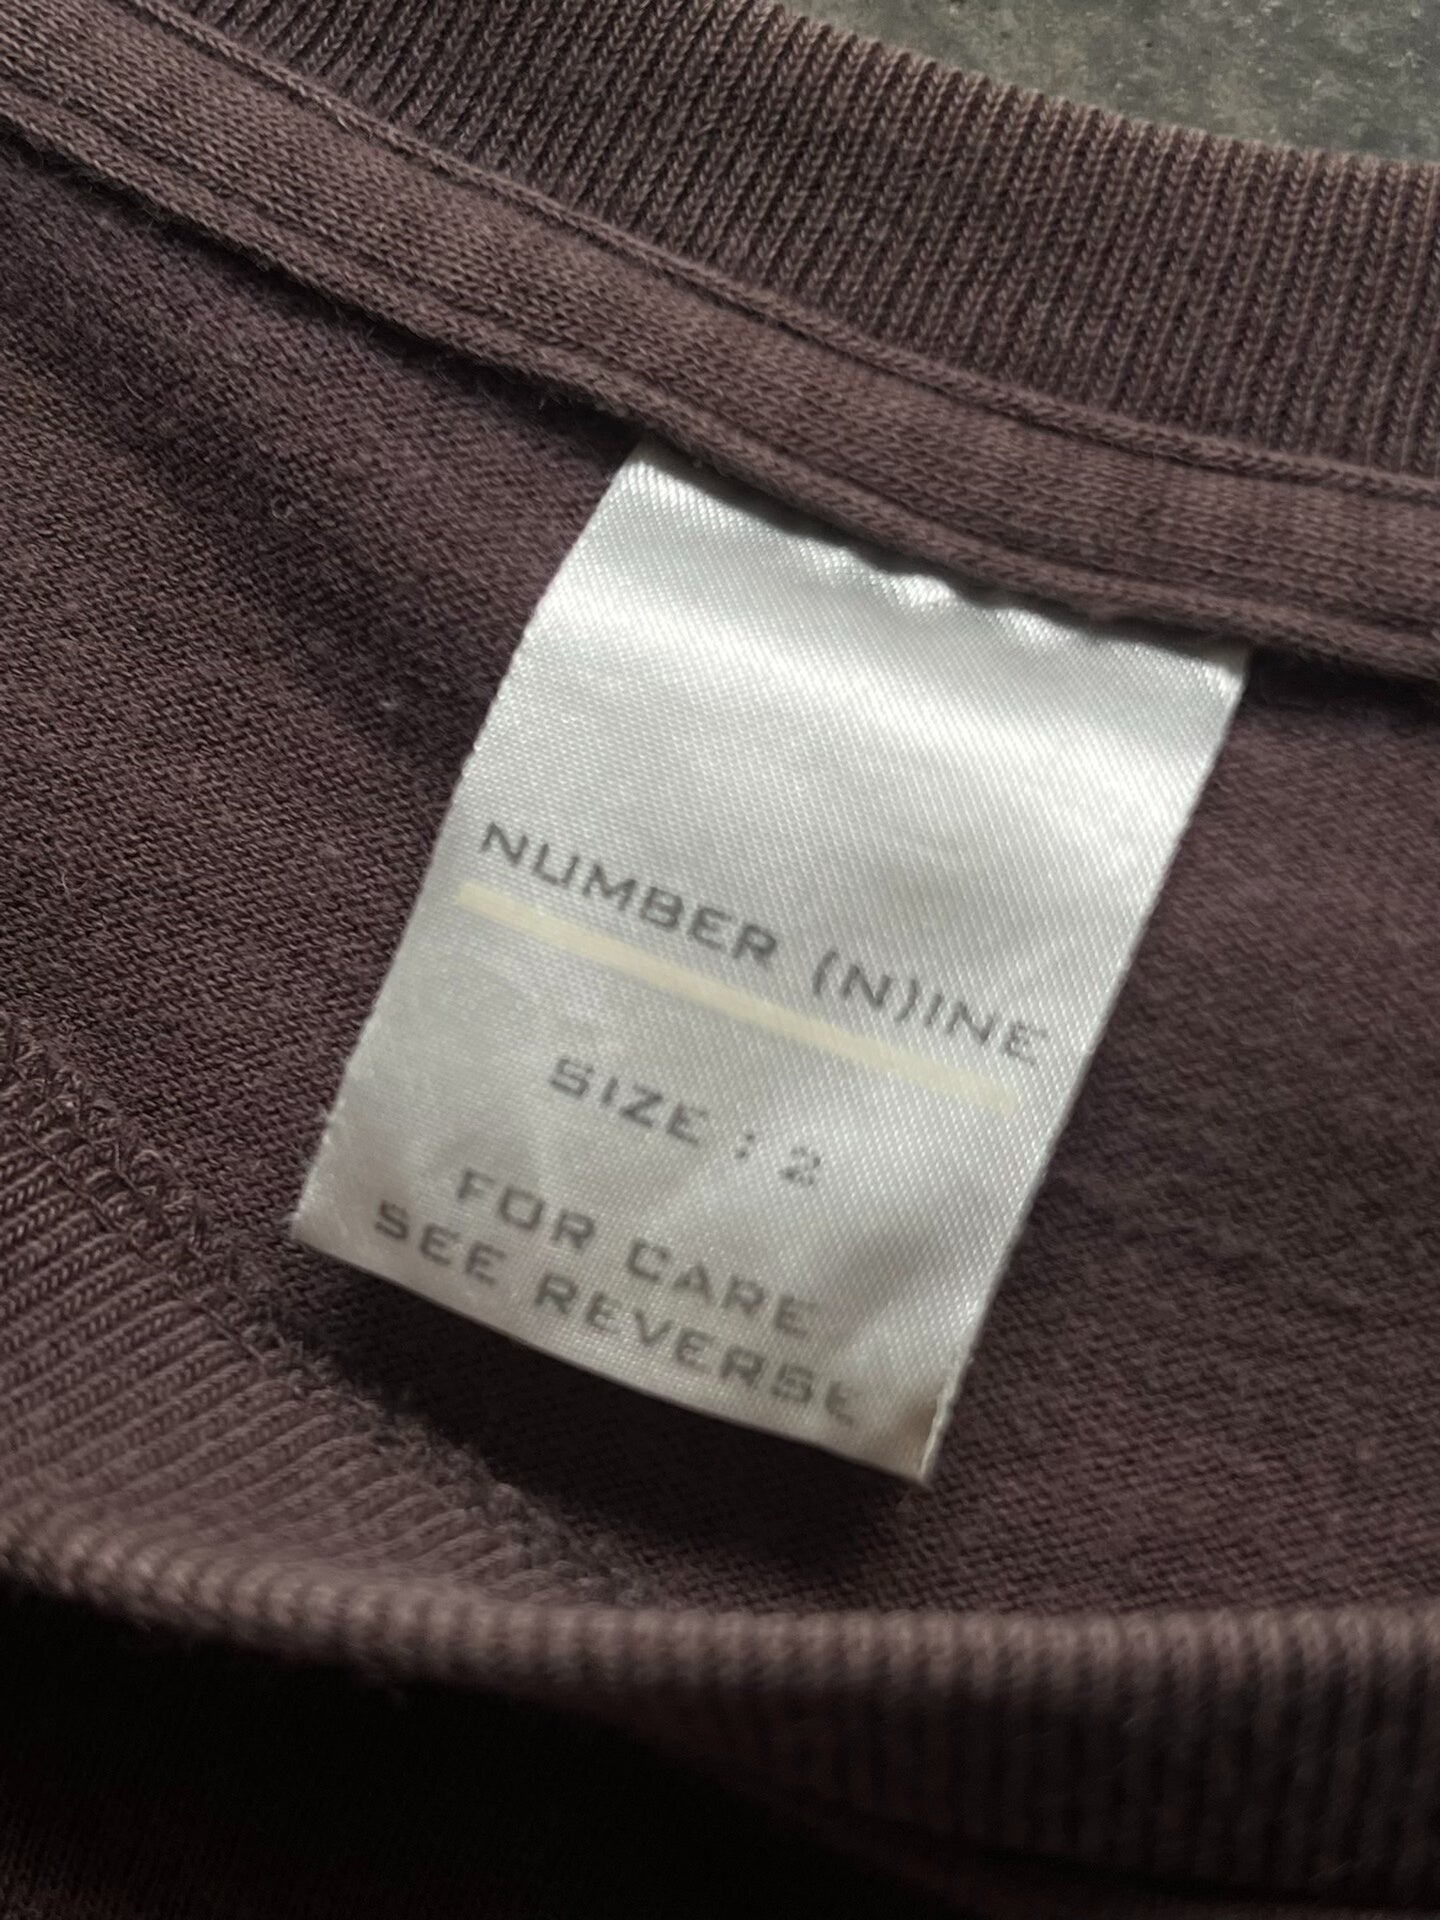 NUMBER (N)INE
SIZE : 2
FOR CARE
SEE REVERSE